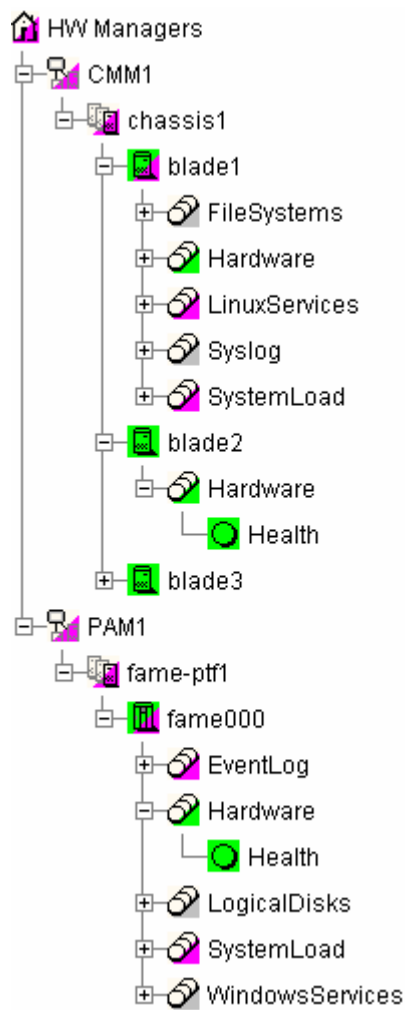 HW Managers
CMM1
chassis1
blade1
FileSystems
Hardware
LinuxServices
Syslog
SystemLoad
blade2
Hardware
Health
blade3
PAM1
fame-ptf1
fame000
EventLog
Hardware
Health
LogicalDisks
SystemLoad
WindowsServices